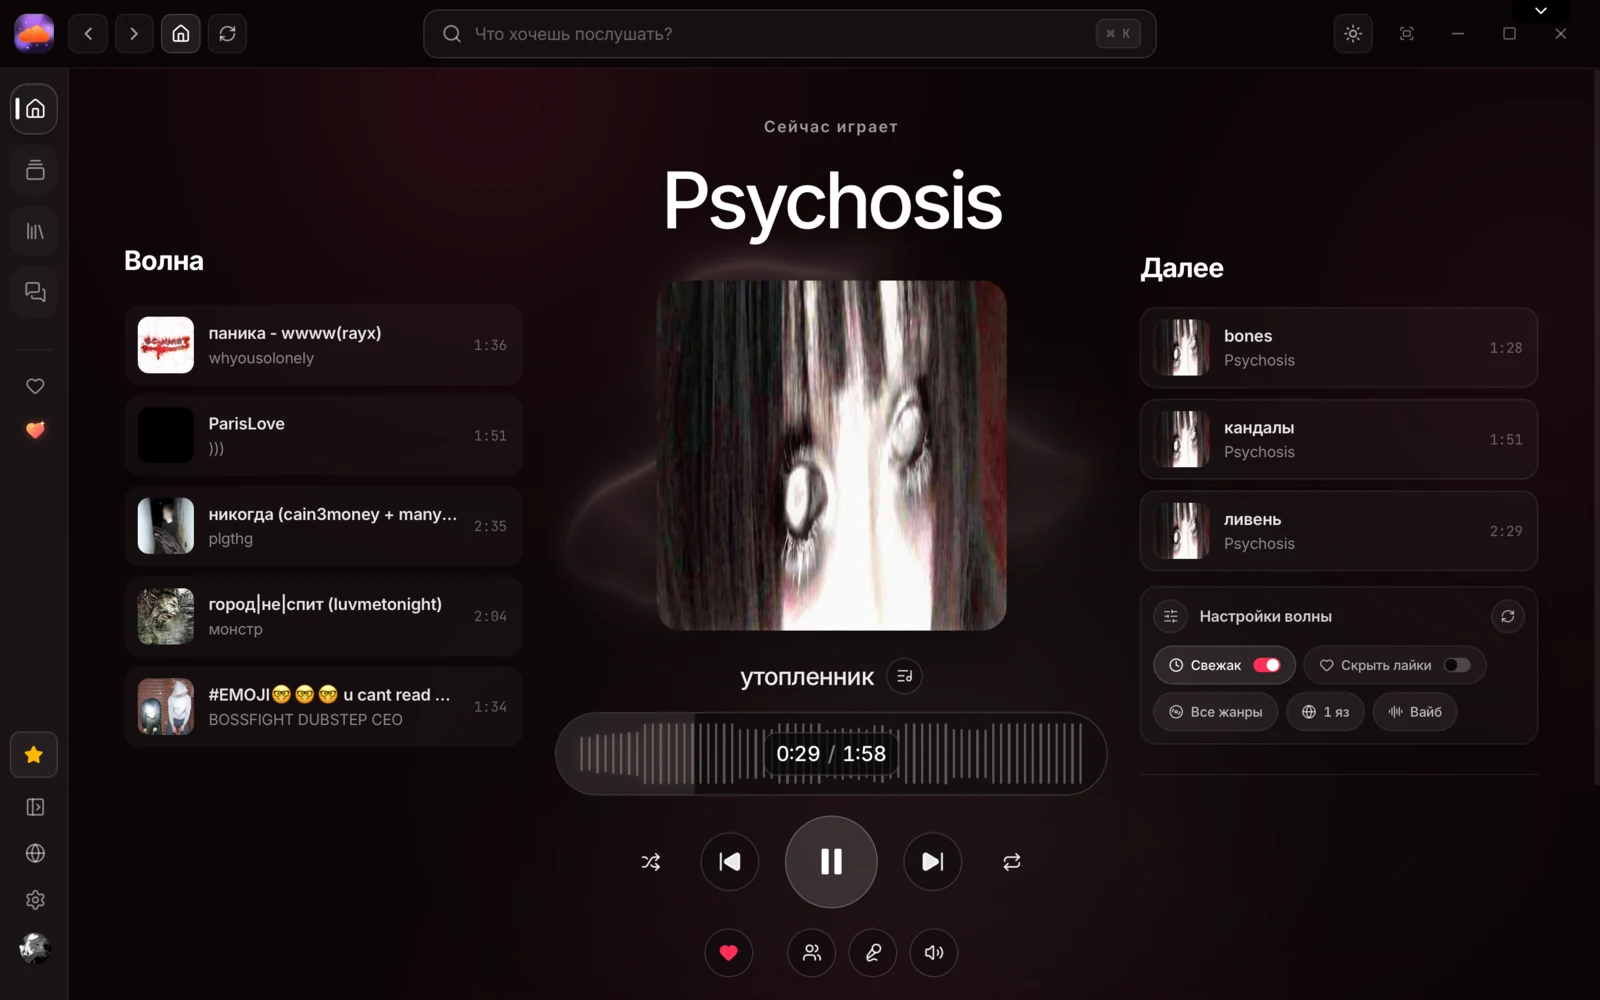 Что хочешь послушать?
⌘ K
Сейчас играет
Psychosis
Волна
паника - wwww(rayx)
whyousolonely
1:36
ParisLove
)))
1:51
никогда (cain3money + many...
plgthg
2:35
город|не|спит (luvmetonight)
монстр
2:04
#EMOJI🤓🤓🤓 u cant read ...
BOSSFIGHT DUBSTEP CEO
1:34
утопленник
0:29 / 1:58
Далее
bones
Psychosis
1:28
кандалы
Psychosis
1:51
ливень
Psychosis
2:29
Настройки волны
Свежак
Скрыть лайки
Все жанры
1 яз
Вайб